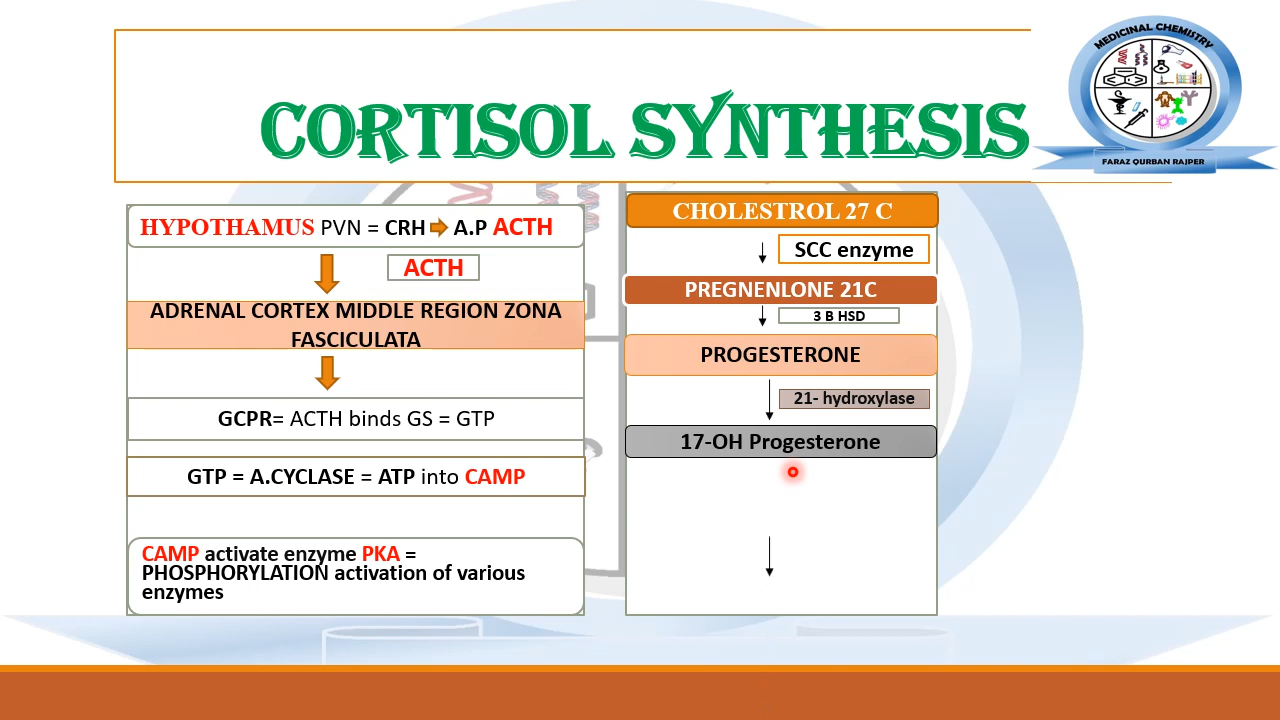 MEDICINAL CHEMISTRY
FARAZ QURBAN RAJPER
CORTISOL SYNTHESIS
HYPOTHAMUS PVN = CRH A.P ACTH
ACTH
ADRENAL CORTEX MIDDLE REGION ZONA
FASCICULATA
GCPR= ACTH binds GS = GTP
GTP = A.CYCLASE = ATP into CAMP
CAMP activate enzyme PKA =
PHOSPHORYLATION activation of various
enzymes
CHOLESTROL 27 C
SCC enzyme
PREGNENLONE 21C
3 B HSD
PROGESTERONE
21- hydroxylase
17-OH Progesterone